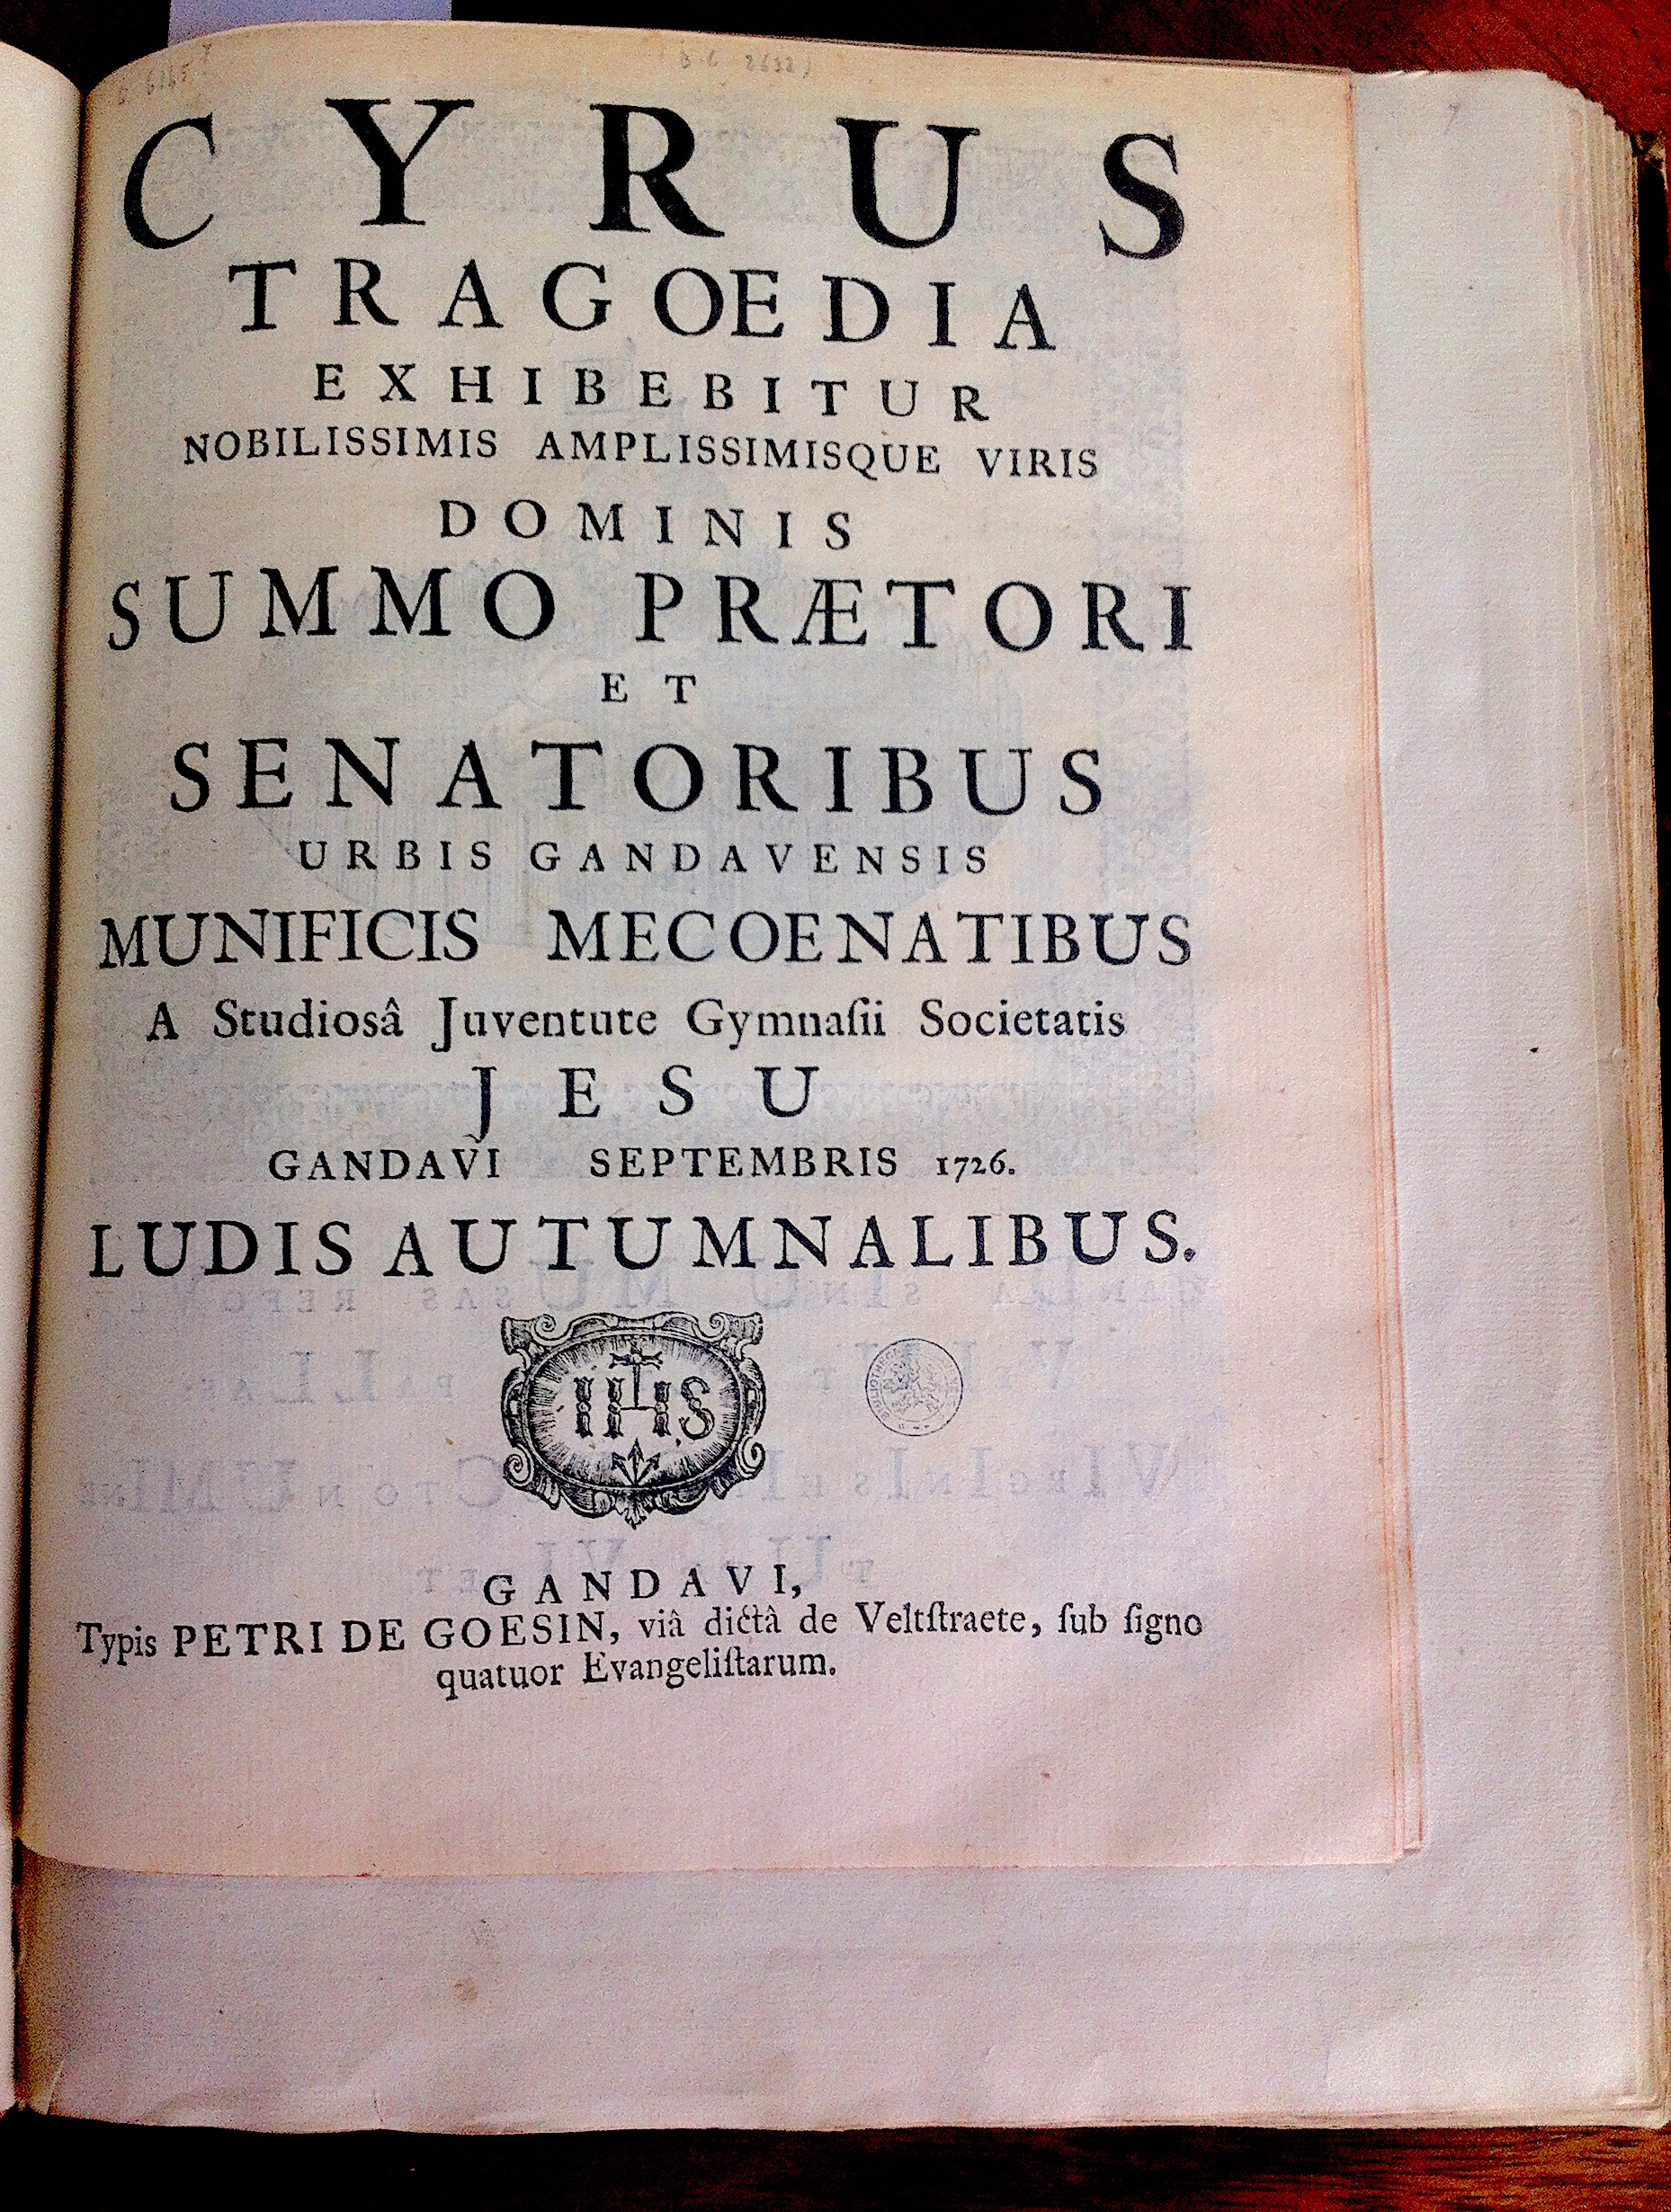 CYRUS
TRAGOEDIA
EXHIBEBITUR
NOBILISSIMIS AMPLISSIMISQUE VIRIS
DOMINIS
SUMMO PRÆTORI
ET
SENATORIBUS
URBIS GANDAVENSIS
MUNIFICIS MECOENATIBUS
A Studiosâ Juventute Gymnaſii Societatis
JESU
GANDAVI SEPTEMBRIS 1726.
LUDIS AUTUMNALIBUS.
IHS
GANDAVI,
Typis PETRI DE GOESIN, viâ dictâ de Veltſtraete, ſub ſigno
quatuor Evangeliſtarum.